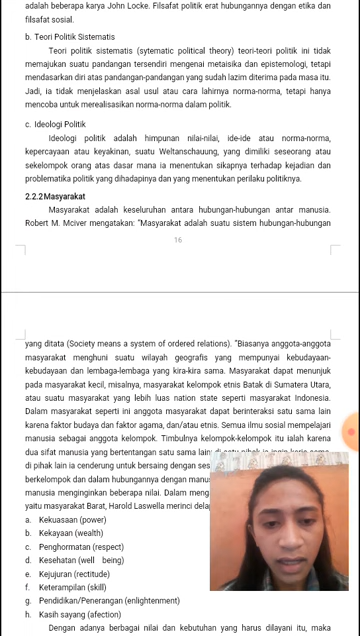 adalah beberapa karya John Locke. Filsafat politik erat hubungannya dengan etika dan
filsafat sosial.
b. Teori Politik Sistematis
Teori politik sistematis (sytematic political theory) teori-teori politik ini tidak
memajukan suatu pandangan tersendiri mengenai metaisika dan epistemologi, tetapi
mendasarkan diri atas pandangan-pandangan yang sudah lazim diterima pada masa itu.
Jadi, ia tidak menjelaskan asal usul atau cara lahirnya norma-norma, tetapi hanya
mencoba untuk merealisasikan norma-norma dalam politik.
c. Ideologi Politik
Ideologi politik adalah himpunan nilai-nilai, ide-ide atau norma-norma,
kepercayaan atau keyakinan, suatu Weltanschauung, yang dimiliki seseorang atau
sekelompok orang atas dasar mana ia menentukan sikapnya terhadap kejadian dan
problematika politik yang dihadapinya dan yang menentukan perilaku politiknya.
2.2.2 Masyarakat
Masyarakat adalah keseluruhan antara hubungan-hubungan antar manusia.
Robert M. Mciver mengatakan: "Masyarakat adalah suatu sistem hubungan-hubungan
16
yang ditata (Society means a system of ordered relations). "Biasanya anggota-anggota
masyarakat menghuni suatu wilayah geografis yang mempunyai kebudayaan-
kebudayaan dan lembaga-lembaga yang kira-kira sama. Masyarakat dapat menunjuk
pada masyarakat kecil, misalnya, masyarakat kelompok etnis Batak di Sumatera Utara,
atau suatu masyarakat yang lebih luas nation state seperti masyarakat Indonesia.
Dalam masyarakat seperti ini anggota masyarakat dapat berinteraksi satu sama lain
karena faktor budaya dan faktor agama, dan/atau etnis. Semua ilmu sosial mempelajari
manusia sebagai anggota kelompok. Timbulnya kelompok-kelompok itu ialah karena
dua sifat manusia yang bertentangan satu sama lain: di satu pihak ia ingin kerja sama,
di pihak lain ia cenderung untuk bersaing dengan ses
berkelompok dan dalam hubungannya dengan manu
manusia menginginkan beberapa nilai. Dalam meng
yaitu masyarakat Barat, Harold Laswella merinci dela
a. Kekuasaan (power)
b. Kekayaan (wealth)
c. Penghormatan (respect)
d. Kesehatan (well being)
e. Kejujuran (rectitude)
f. Keterampilan (skill)
g. Pendidikan/Penerangan (enlightenment)
h. Kasih sayang (afection)
Dengan adanya berbagai nilai dan kebutuhan yang harus dilayani itu, maka